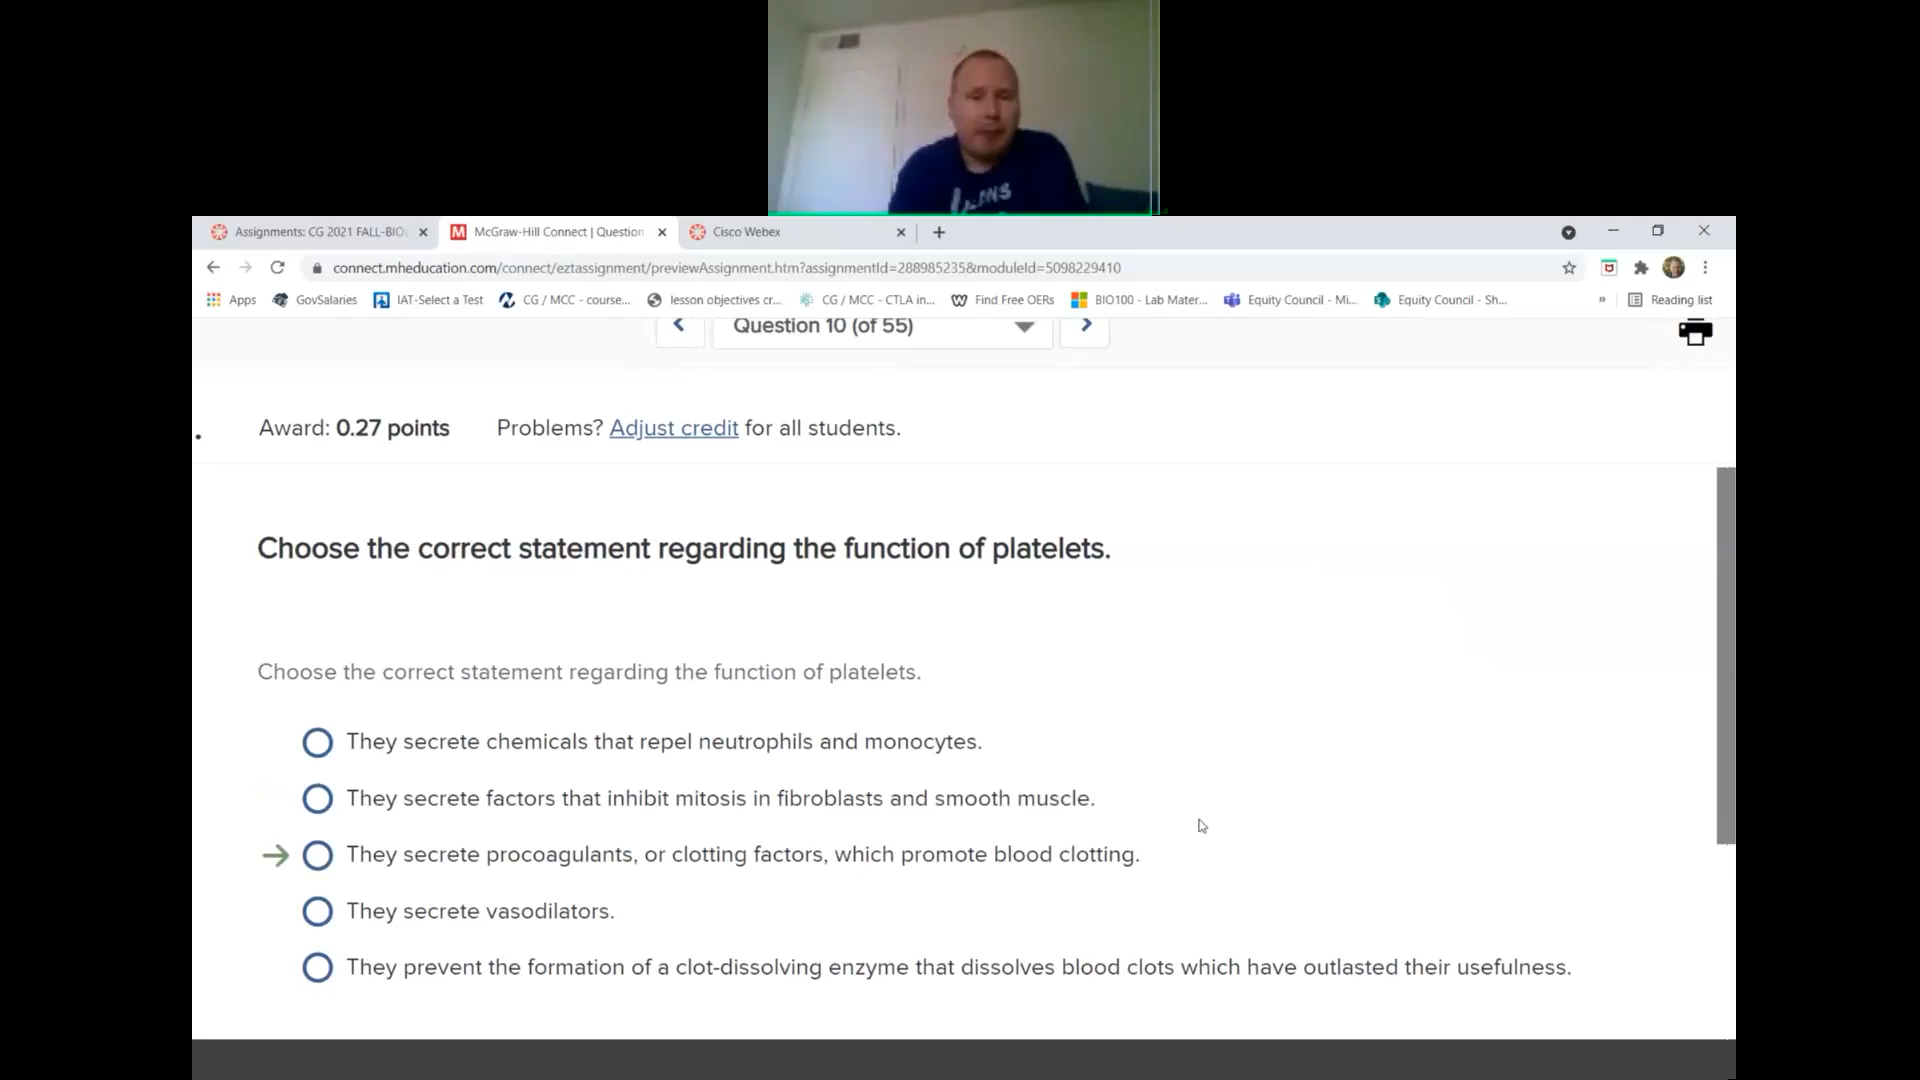 Assignments: CG 2021 FALL-BIO
McGraw-Hill Connect | Question
Cisco Webex
connect.mheducation.com/connect/eztassignment/previewAssignment.htm?assignmentId=288985235&moduleId=5098229410
Apps GovSalaries IAT-Select a Test CG / MCC - course... lesson objectives cr... CG / MCC - CTLA in... Find Free OERs BIO100 - Lab Mater... Equity Council - Mi... Equity Council - Sh... » Reading list
Question 10 (of 55)
Award: 0.27 points Problems? Adjust credit for all students.
Choose the correct statement regarding the function of platelets.
Choose the correct statement regarding the function of platelets.
They secrete chemicals that repel neutrophils and monocytes.
They secrete factors that inhibit mitosis in fibroblasts and smooth muscle.
They secrete procoagulants, or clotting factors, which promote blood clotting.
They secrete vasodilators.
They prevent the formation of a clot-dissolving enzyme that dissolves blood clots which have outlasted their usefulness.